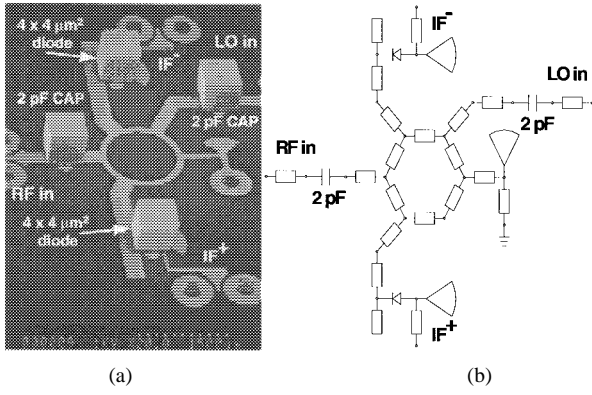 4 x 4 µm²
diode
IF-
LO in
2 pF CAP
2 pF CAP
RF in
4 x 4 µm²
diode
IF+
(a)
IF-
LO in
2 pF
RF in
2 pF
IF+
(b)